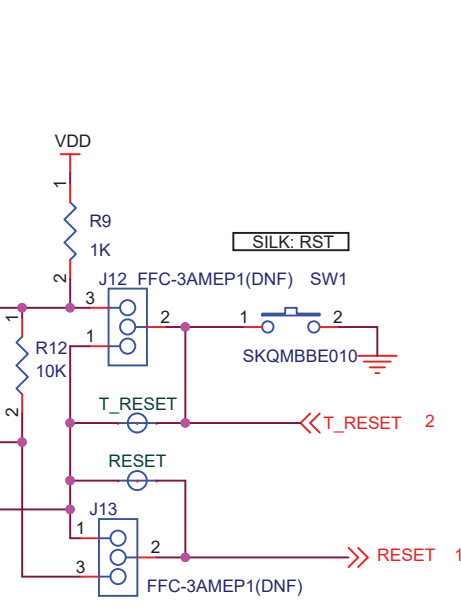 VDD
1
R9
1K
2
SILK: RST
J12 FFC-3AMEP1(DNF) SW1
3
2
1
2
1
1
R12
10K
2
SKQMBBE010
T_RESET
T_RESET 2
RESET
J13
1
2
RESET 1
3
FFC-3AMEP1(DNF)